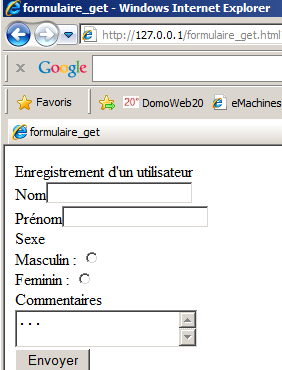 formulaire_get - Windows Internet Explorer
http://127.0.0.1/formulaire_get.html
x Google
Favoris 20° DomoWeb20 eMachines
formulaire_get
Enregistrement d'un utilisateur
Nom
Prénom
Sexe
Masculin :
Feminin :
Commentaires
...
Envoyer